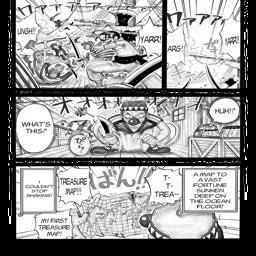 YARR!
ARG!
YARR!
UNGH!!
HUH!?
WHAT'S
THIS?
A MAP TO
A VAST
FORTUNE
SUNKEN
DEEP ON
THE OCEAN
FLOOR!
T-
T-
TREA-
ばん!!
TREASURE
MAP!!!
I
COULDN'T
STOP
SHAKING!
MY FIRST
TREASURE
MAP!